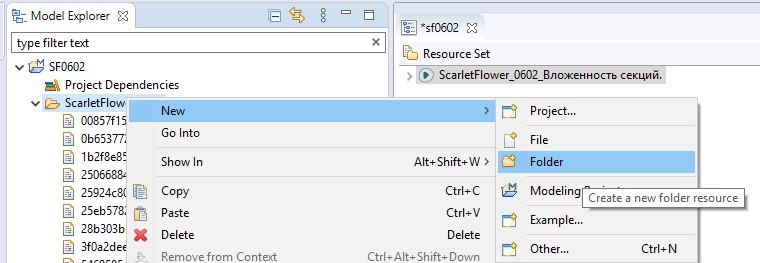 Model Explorer
type filter text
SF0602
Project Dependencies
ScarletFlow
00857f15
0b653772
1b2f8e85
25066884
25924c80
25eb5782
28b303b
3f0a2dee
New
Go Into
Show In Alt+Shift+W
Copy Ctrl+C
Paste Ctrl+V
Delete Delete
Remove from Context Ctrl+Alt+Shift+Down
*sf0602
Resource Set
ScarletFlower_0602_Вложенность секций.
Project...
File
Folder
Modeling Project
Create a new folder resource
Example...
Other... Ctrl+N